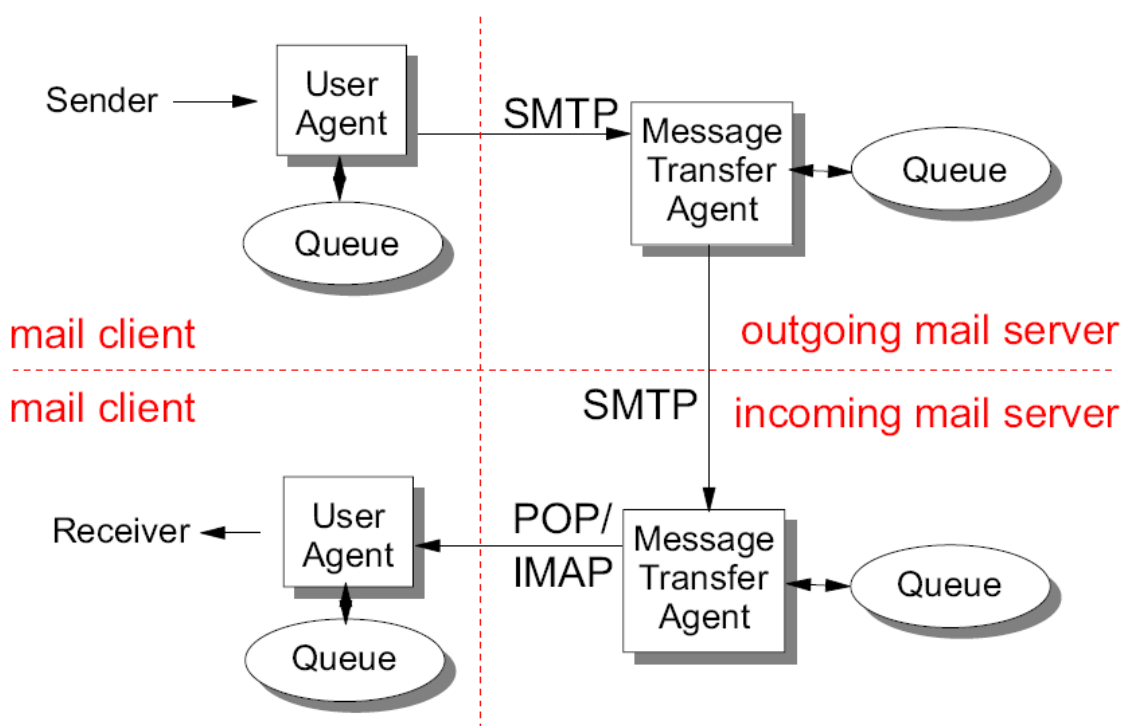 Sender
User
Agent
SMTP
Message
Transfer
Agent
Queue
Queue
mail client
outgoing mail server
mail client
SMTP
incoming mail server
Receiver
User
Agent
POP/
IMAP
Message
Transfer
Agent
Queue
Queue